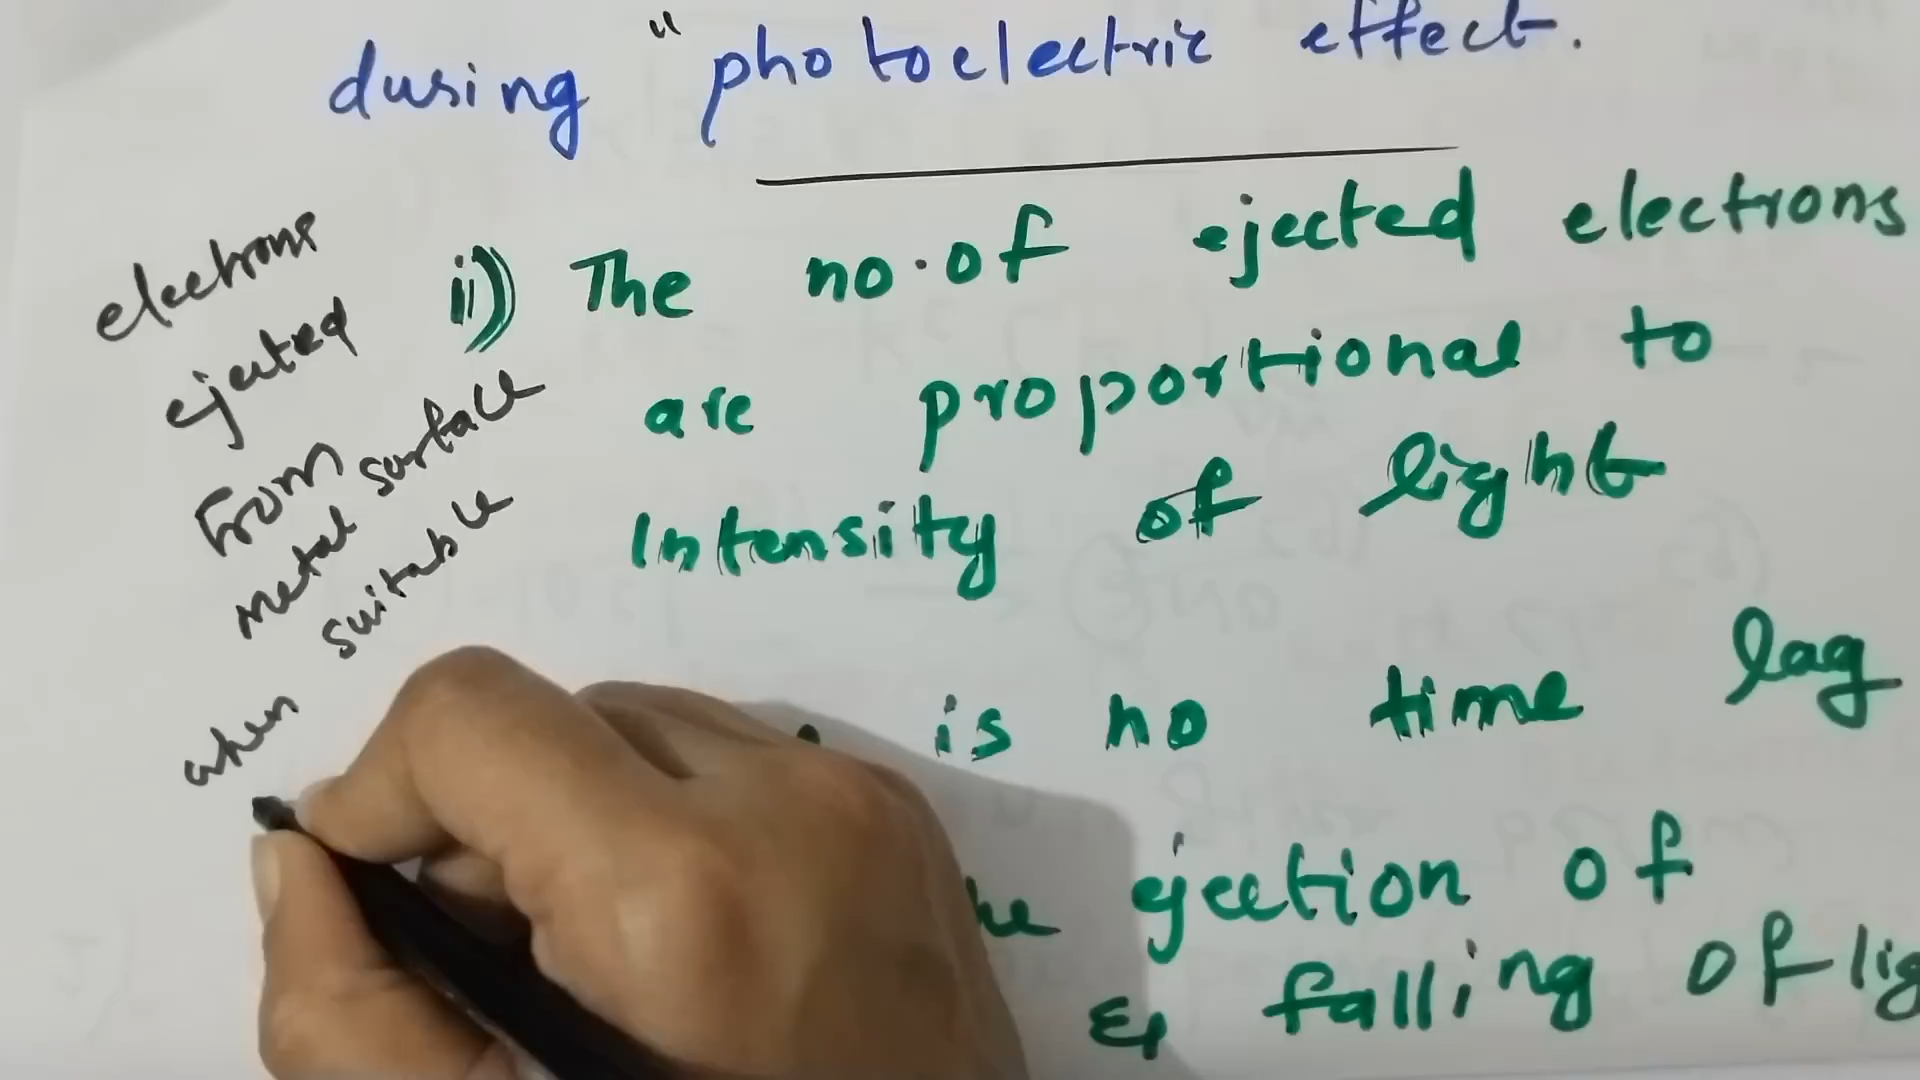 during "photoelectric effect.
ii) The no. of ejected electrons
are proportional to
Intensity of light
is no time lag
ejection of
& falling of
electrons
ejected
from
metal surface
suitable
when